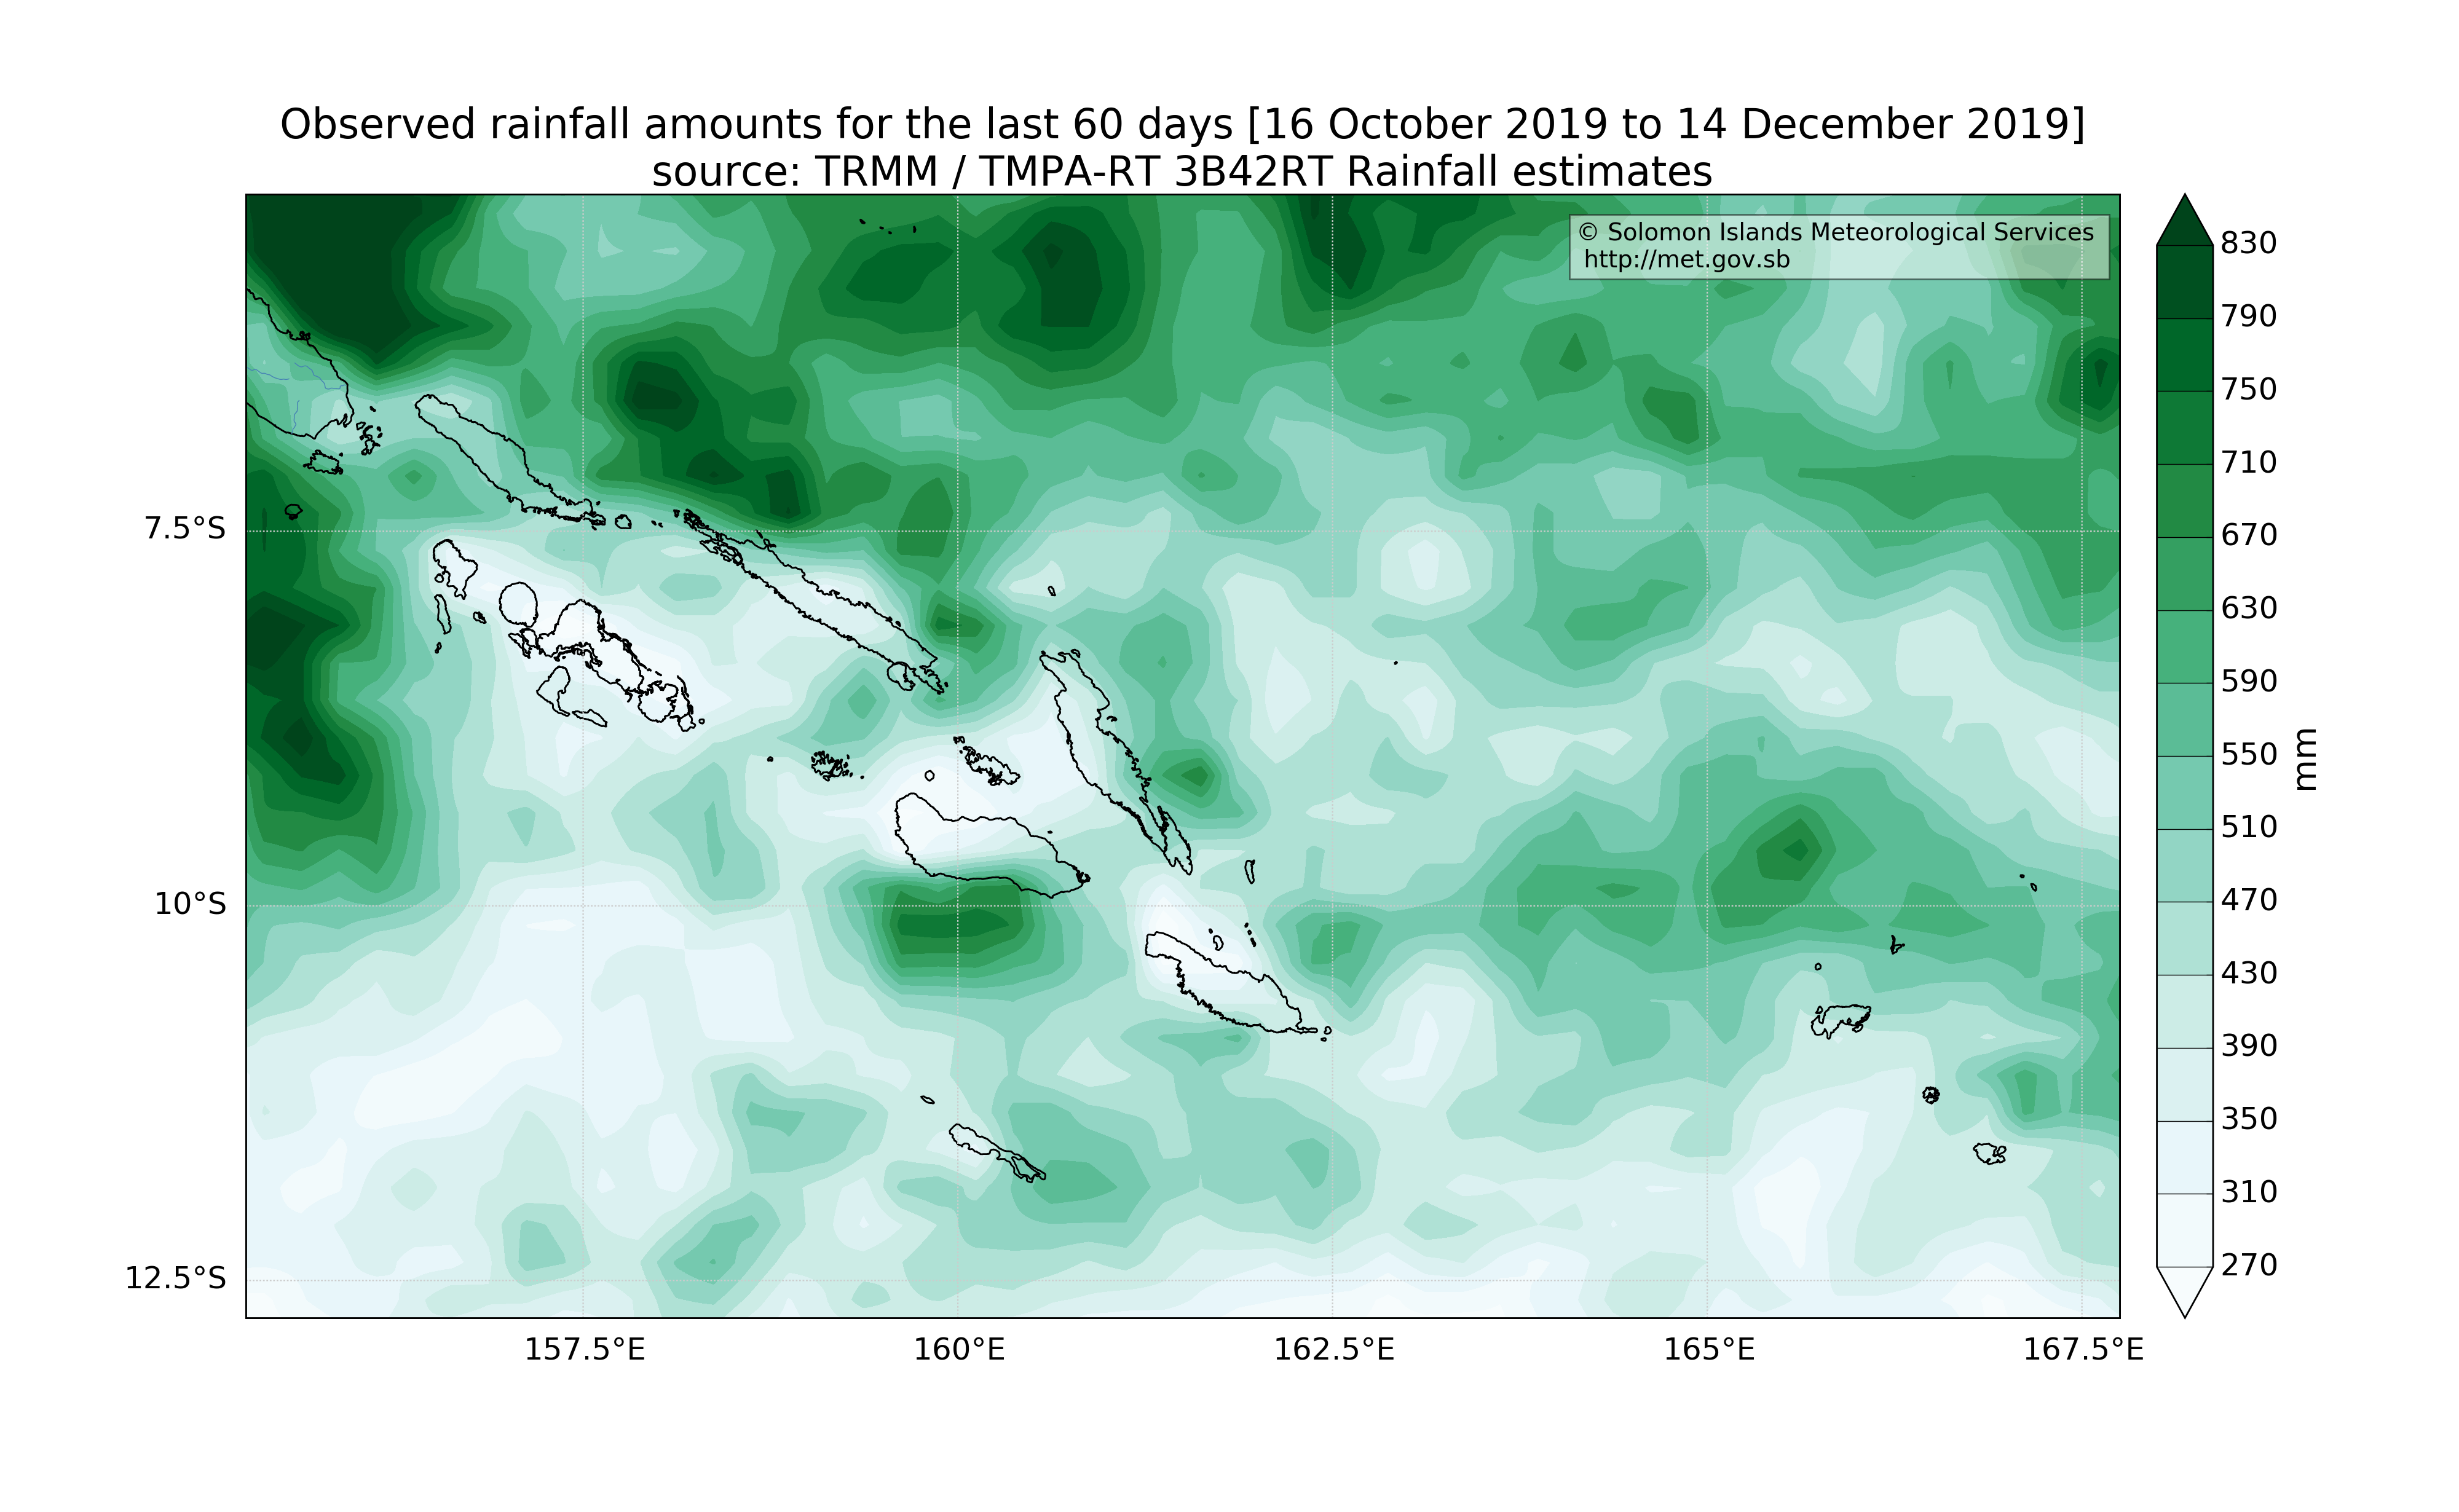 Observed rainfall amounts for the last 60 days [16 October 2019 to 14 December 2019]
source: TRMM / TMPA-RT 3B42RT Rainfall estimates
© Solomon Islands Meteorological Services
http://met.gov.sb
830
790
750
710
670
630
590
550
510
470
430
390
350
310
270
mm
7.5°S
10°S
12.5°S
157.5°E
160°E
162.5°E
165°E
167.5°E